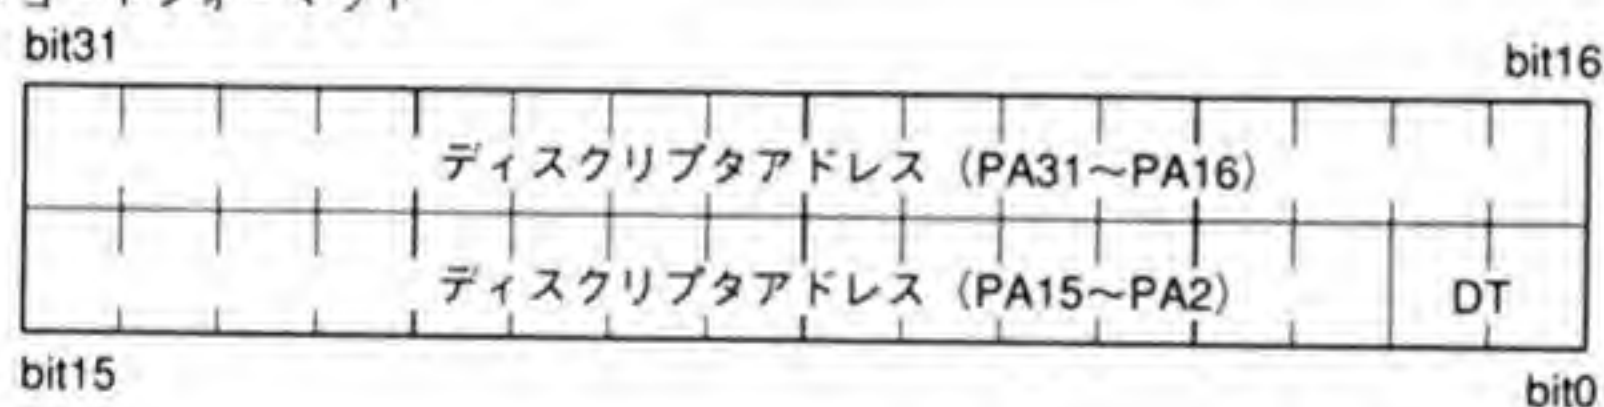 bit31 bit16
ディスクリプタアドレス（PA31～PA16）
ディスクリプタアドレス（PA15～PA2） DT
bit15 bit0